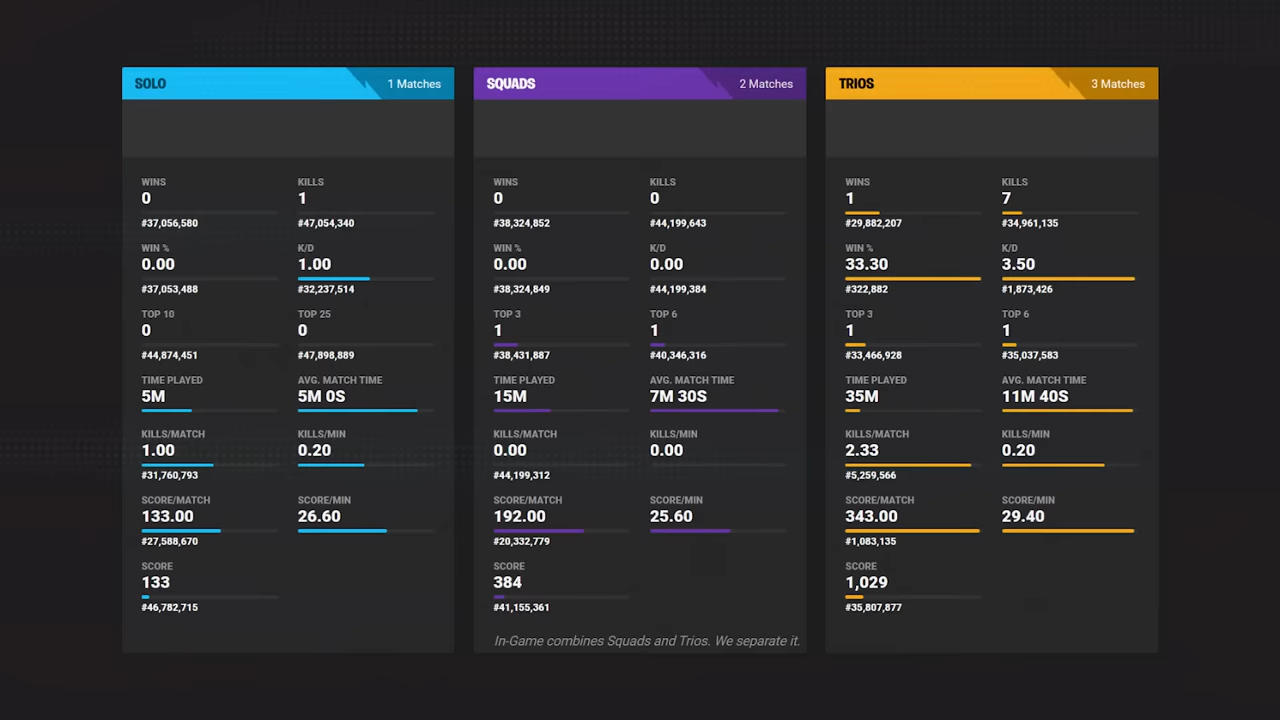 SOLO
1 Matches
WINS
KILLS
0
1
#37,056,580
#47,054,340
WIN %
K/D
0.00
1.00
#37,053,488
#32,237,514
TOP 10
TOP 25
0
0
#44,874,451
#47,898,889
TIME PLAYED
AVG. MATCH TIME
5M
5M 0S
KILLS/MATCH
KILLS/MIN
1.00
0.20
#31,760,793
SCORE/MATCH
SCORE/MIN
133.00
26.60
#27,588,670
SCORE
133
#46,782,715
SQUADS
2 Matches
WINS
KILLS
0
0
#38,324,852
#44,199,643
WIN %
K/D
0.00
0.00
#38,324,849
#44,199,384
TOP 3
TOP 6
1
1
#38,431,887
#40,346,316
TIME PLAYED
AVG. MATCH TIME
15M
7M 30S
KILLS/MATCH
KILLS/MIN
0.00
0.00
#44,199,312
SCORE/MATCH
SCORE/MIN
192.00
25.60
#20,332,779
SCORE
384
#41,155,361
In-Game combines Squads and Trios. We separate it.
TRIOS
3 Matches
WINS
KILLS
1
7
#29,882,207
#34,961,135
WIN %
K/D
33.30
3.50
#322,882
#1,873,426
TOP 3
TOP 6
1
1
#33,466,928
#35,037,583
TIME PLAYED
AVG. MATCH TIME
35M
11M 40S
KILLS/MATCH
KILLS/MIN
2.33
0.20
#5,259,566
SCORE/MATCH
SCORE/MIN
343.00
29.40
#1,083,135
SCORE
1,029
#35,807,877